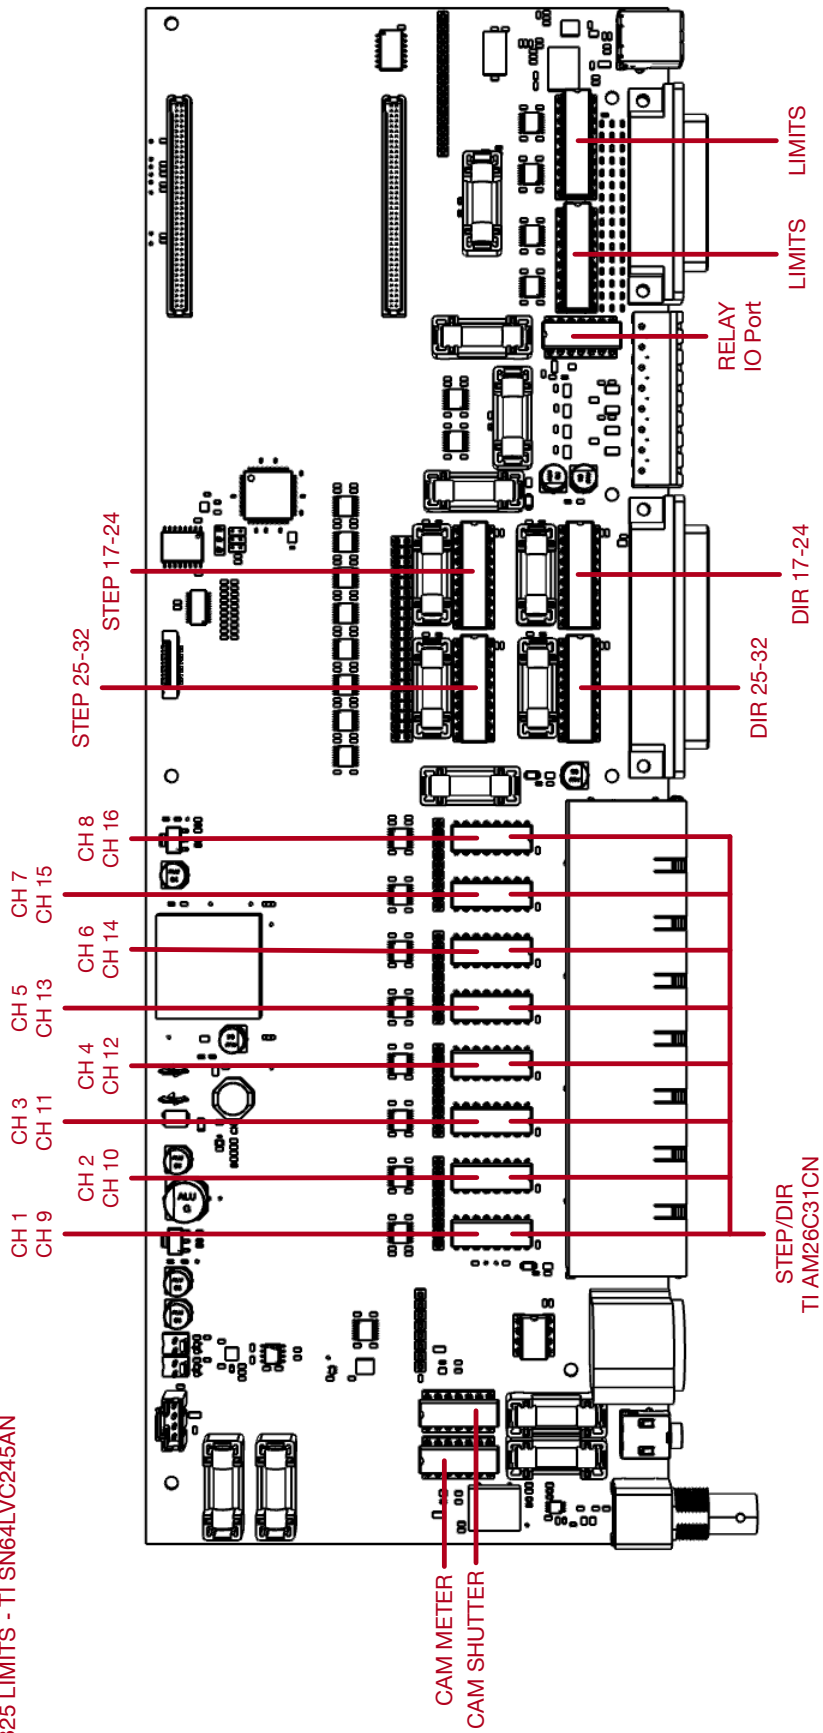 825 LIMITS - TI SN64LVC245AN
CH 1
CH 9
CH 2
CH 10
CH 3
CH 11
CH 4
CH 12
CH 5
CH 13
CH 6
CH 14
CH 7
CH 15
CH 8
CH 16
STEP 25-32
STEP 17-24
CAM METER
CAM SHUTTER
STEP/DIR
TI AM26C31CN
DIR 25-32
DIR 17-24
RELAY
IO Port
LIMITS
LIMITS
ALU
G